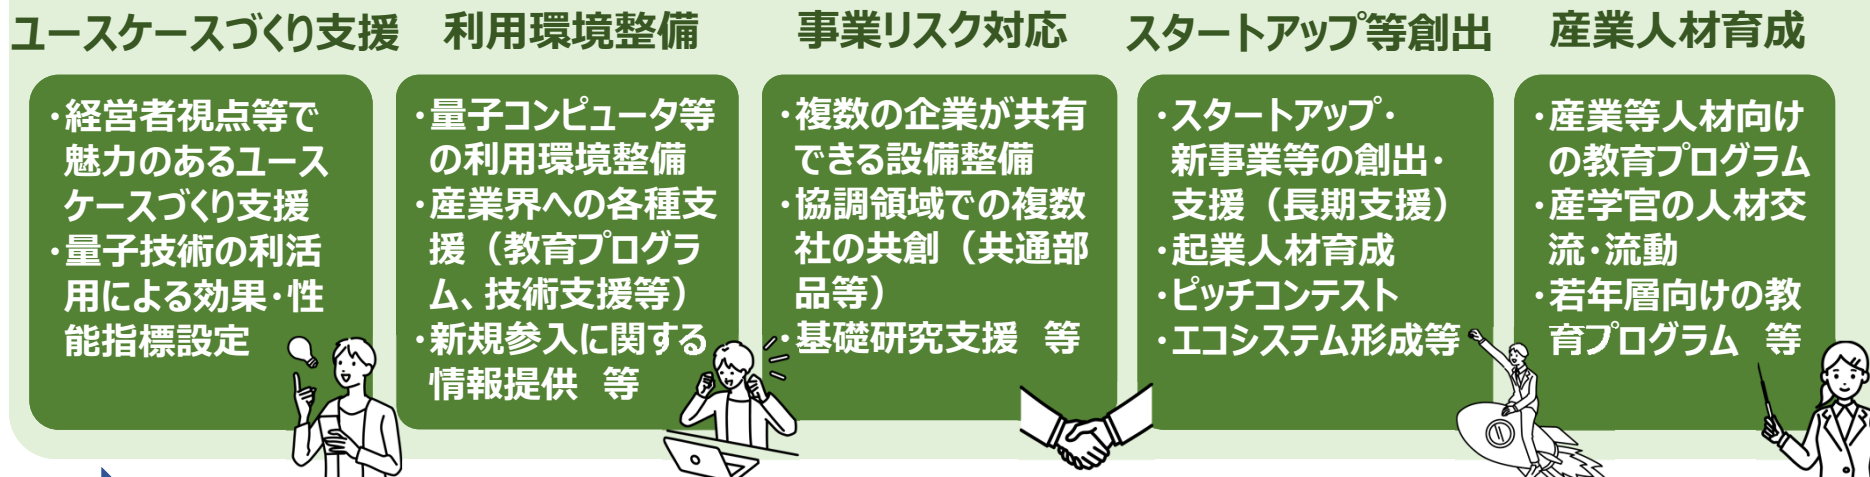 ユースケースづくり支援
・経営者視点等で
魅力のあるユース
ケースづくり支援
・量子技術の利活
用による効果・性
能指標設定
利用環境整備
・量子コンピュータ等
の利用環境整備
・産業界への各種支
援（教育プログラ
ム、技術支援等）
・新規参入に関する
情報提供　等
事業リスク対応
・複数の企業が共有
できる設備整備
・協調領域での複数
社の共創（共通部
品等）
・基礎研究支援　等
スタートアップ等創出
・スタートアップ・
新事業等の創出・
支援（長期支援）
・起業人材育成
・ピッチコンテスト
・エコシステム形成等
産業人材育成
・産業等人材向け
の教育プログラム
・産学官の人材交
流・流動
・若年層向けの教
育プログラム　等